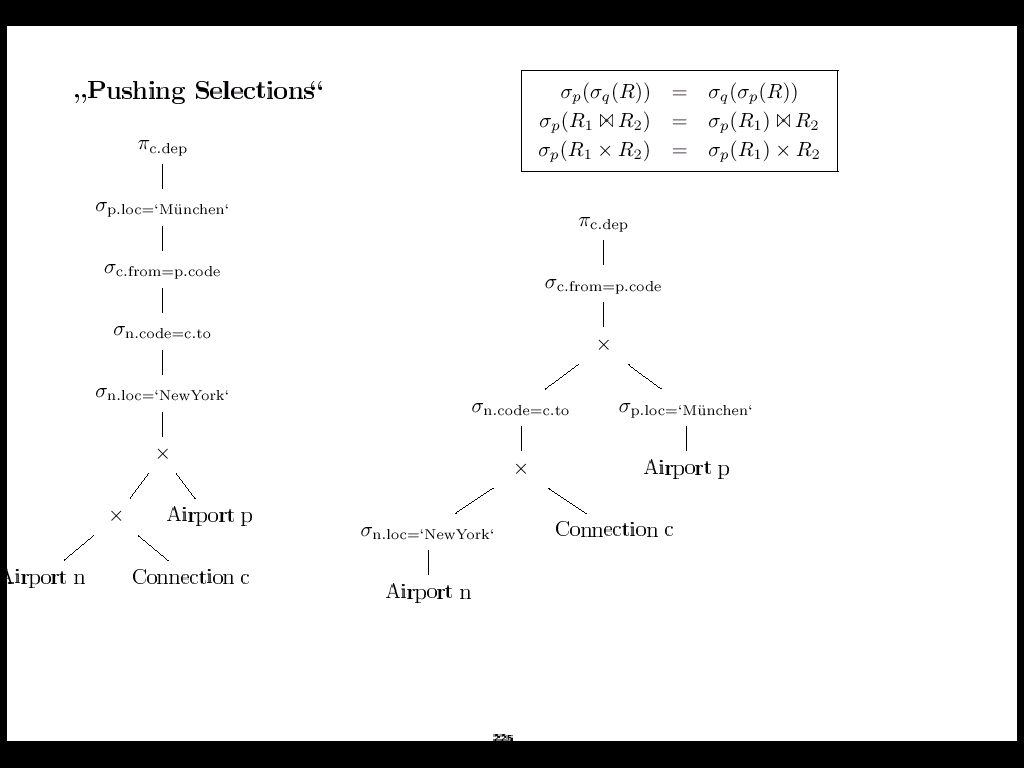 „Pushing Selections“
σp(σq(R)) = σq(σp(R))
σp(R1 ⋈ R2) = σp(R1) ⋈ R2
σp(R1 × R2) = σp(R1) × R2
πc.dep
σp.loc=‘München‘
σc.from=p.code
σn.code=c.to
σn.loc=‘NewYork‘
×
× Airport p
Airport n Connection c
πc.dep
σc.from=p.code
×
σn.code=c.to σp.loc=‘München‘
× Airport p
σn.loc=‘NewYork‘ Connection c
Airport n
225